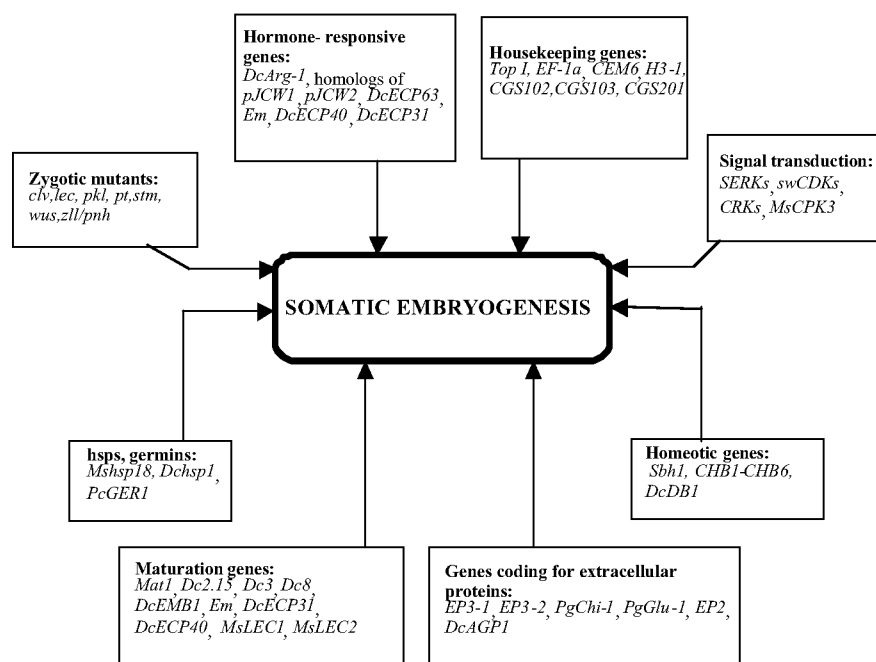 Hormone- responsive
genes:
DcArg-1, homologs of
pJCW1, pJCW2, DcECP63,
Em, DcECP40, DcECP31
Housekeeping genes:
Top I, EF-1a, CEM6, H3-1,
CGS102,CGS103, CGS201
Zygotic mutants:
clv,lec, pkl, pt,stm,
wus,zll/pnh
Signal transduction:
SERKs, swCDKs,
CRKs, MsCPK3
SOMATIC EMBRYOGENESIS
hsps, germins:
Mshsp18, Dchsp1,
PcGER1
Homeotic genes:
Sbh1, CHB1-CHB6,
DcDB1
Maturation genes:
Mat1, Dc2.15, Dc3, Dc8,
DcEMB1, Em, DcECP31,
DcECP40, MsLEC1, MsLEC2
Genes coding for extracellular
proteins:
EP3-1, EP3-2, PgChi-1, PgGlu-1, EP2,
DcAGP1